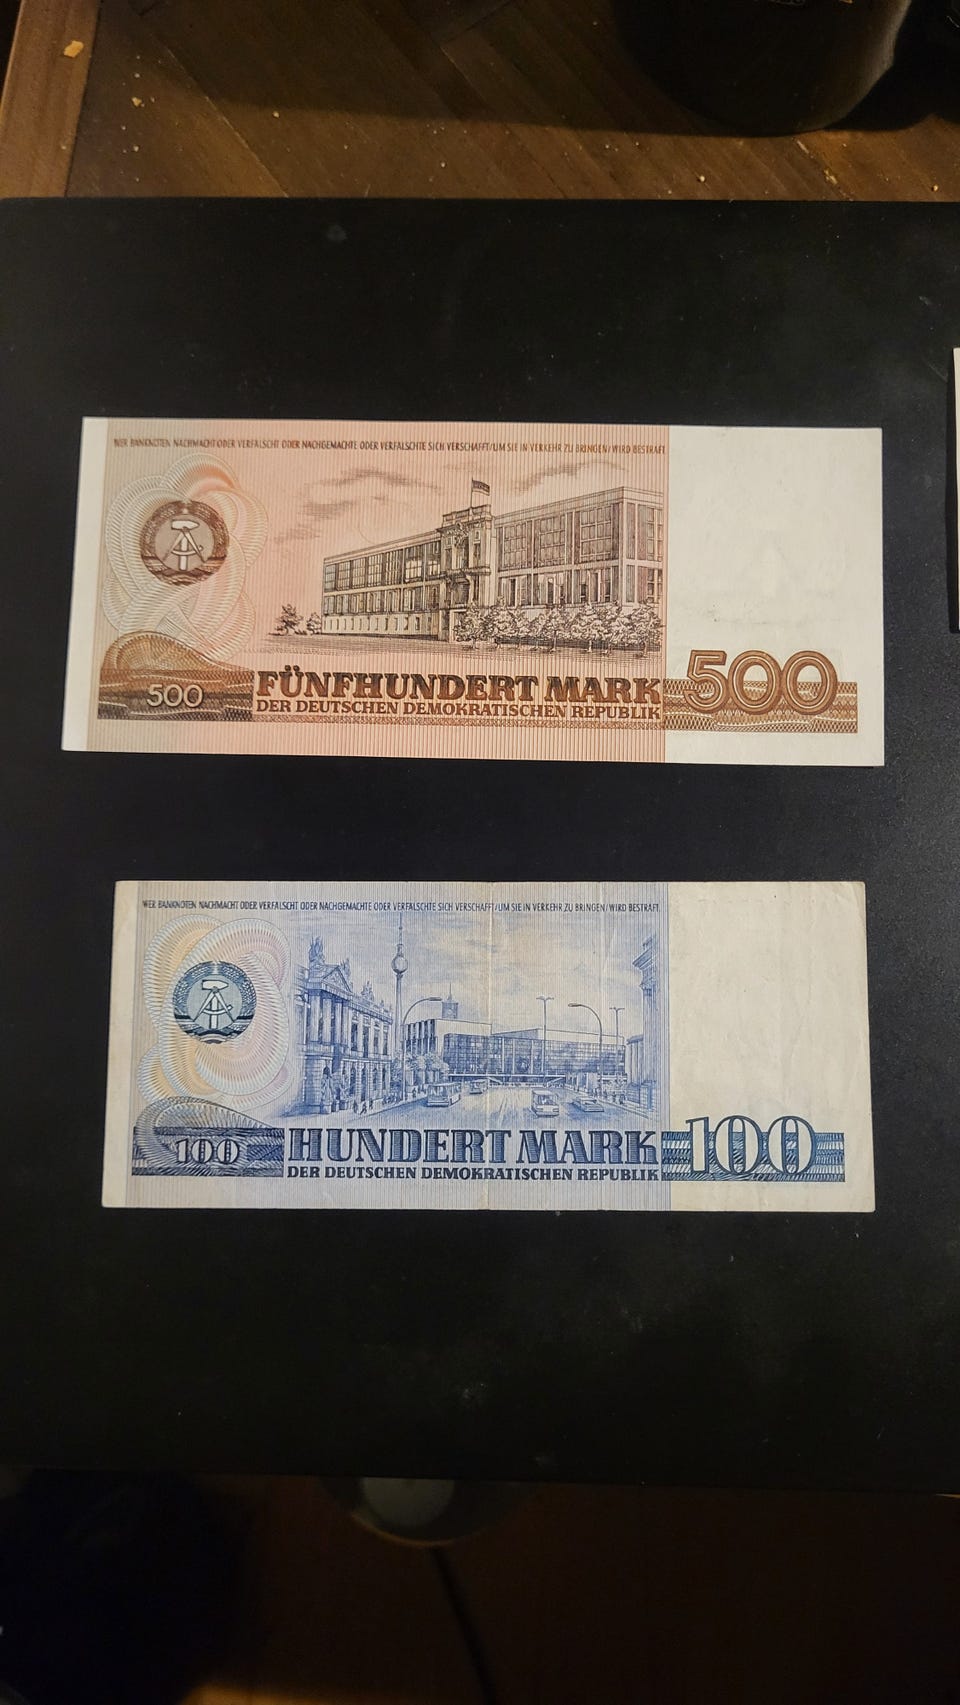 WER BANKNOTEN NACHMACHT ODER VERFÄLSCHT ODER NACHGEMACHTE ODER VERFÄLSCHTE SICH VERSCHAFFT/UM SIE IN VERKEHR ZU BRINGEN/WIRD BESTRAFT
500
FÜNFHUNDERT MARK
DER DEUTSCHEN DEMOKRATISCHEN REPUBLIK
500
WER BANKNOTEN NACHMACHT ODER VERFÄLSCHT ODER NACHGEMACHTE ODER VERFÄLSCHTE SICH VERSCHAFFT/UM SIE IN VERKEHR ZU BRINGEN/WIRD BESTRAFT
100
HUNDERT MARK
DER DEUTSCHEN DEMOKRATISCHEN REPUBLIK
100